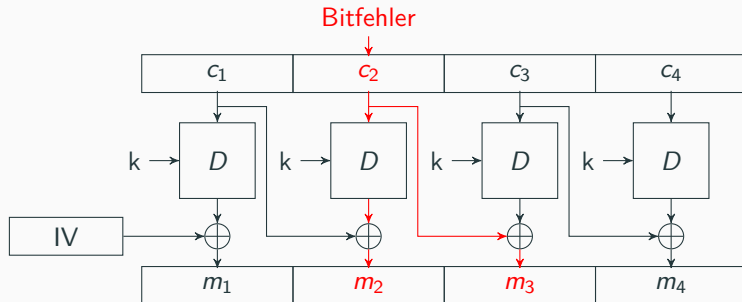 Bitfehler
c1 c2 c3 c4
k D k D k D k D
IV
m1 m2 m3 m4